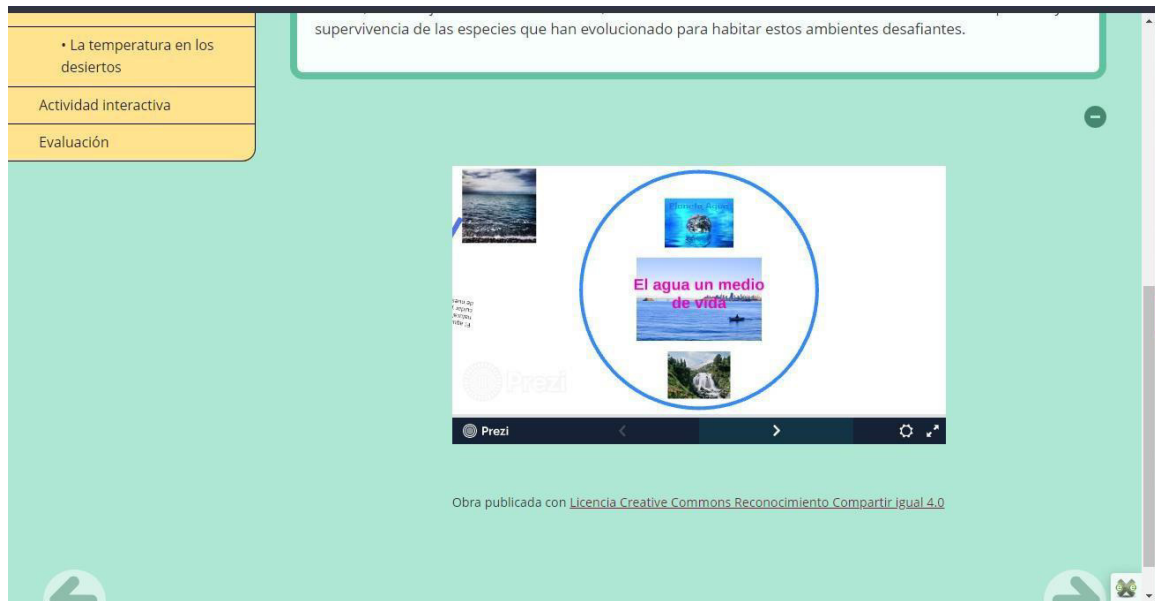 supervivencia de las especies que han evolucionado para habitar estos ambientes desafiantes.
• La temperatura en los
desiertos
Actividad interactiva
Evaluación
El agua un medio
de vida
Prezi
Prezi
Obra publicada con Licencia Creative Commons Reconocimiento Compartir igual 4.0